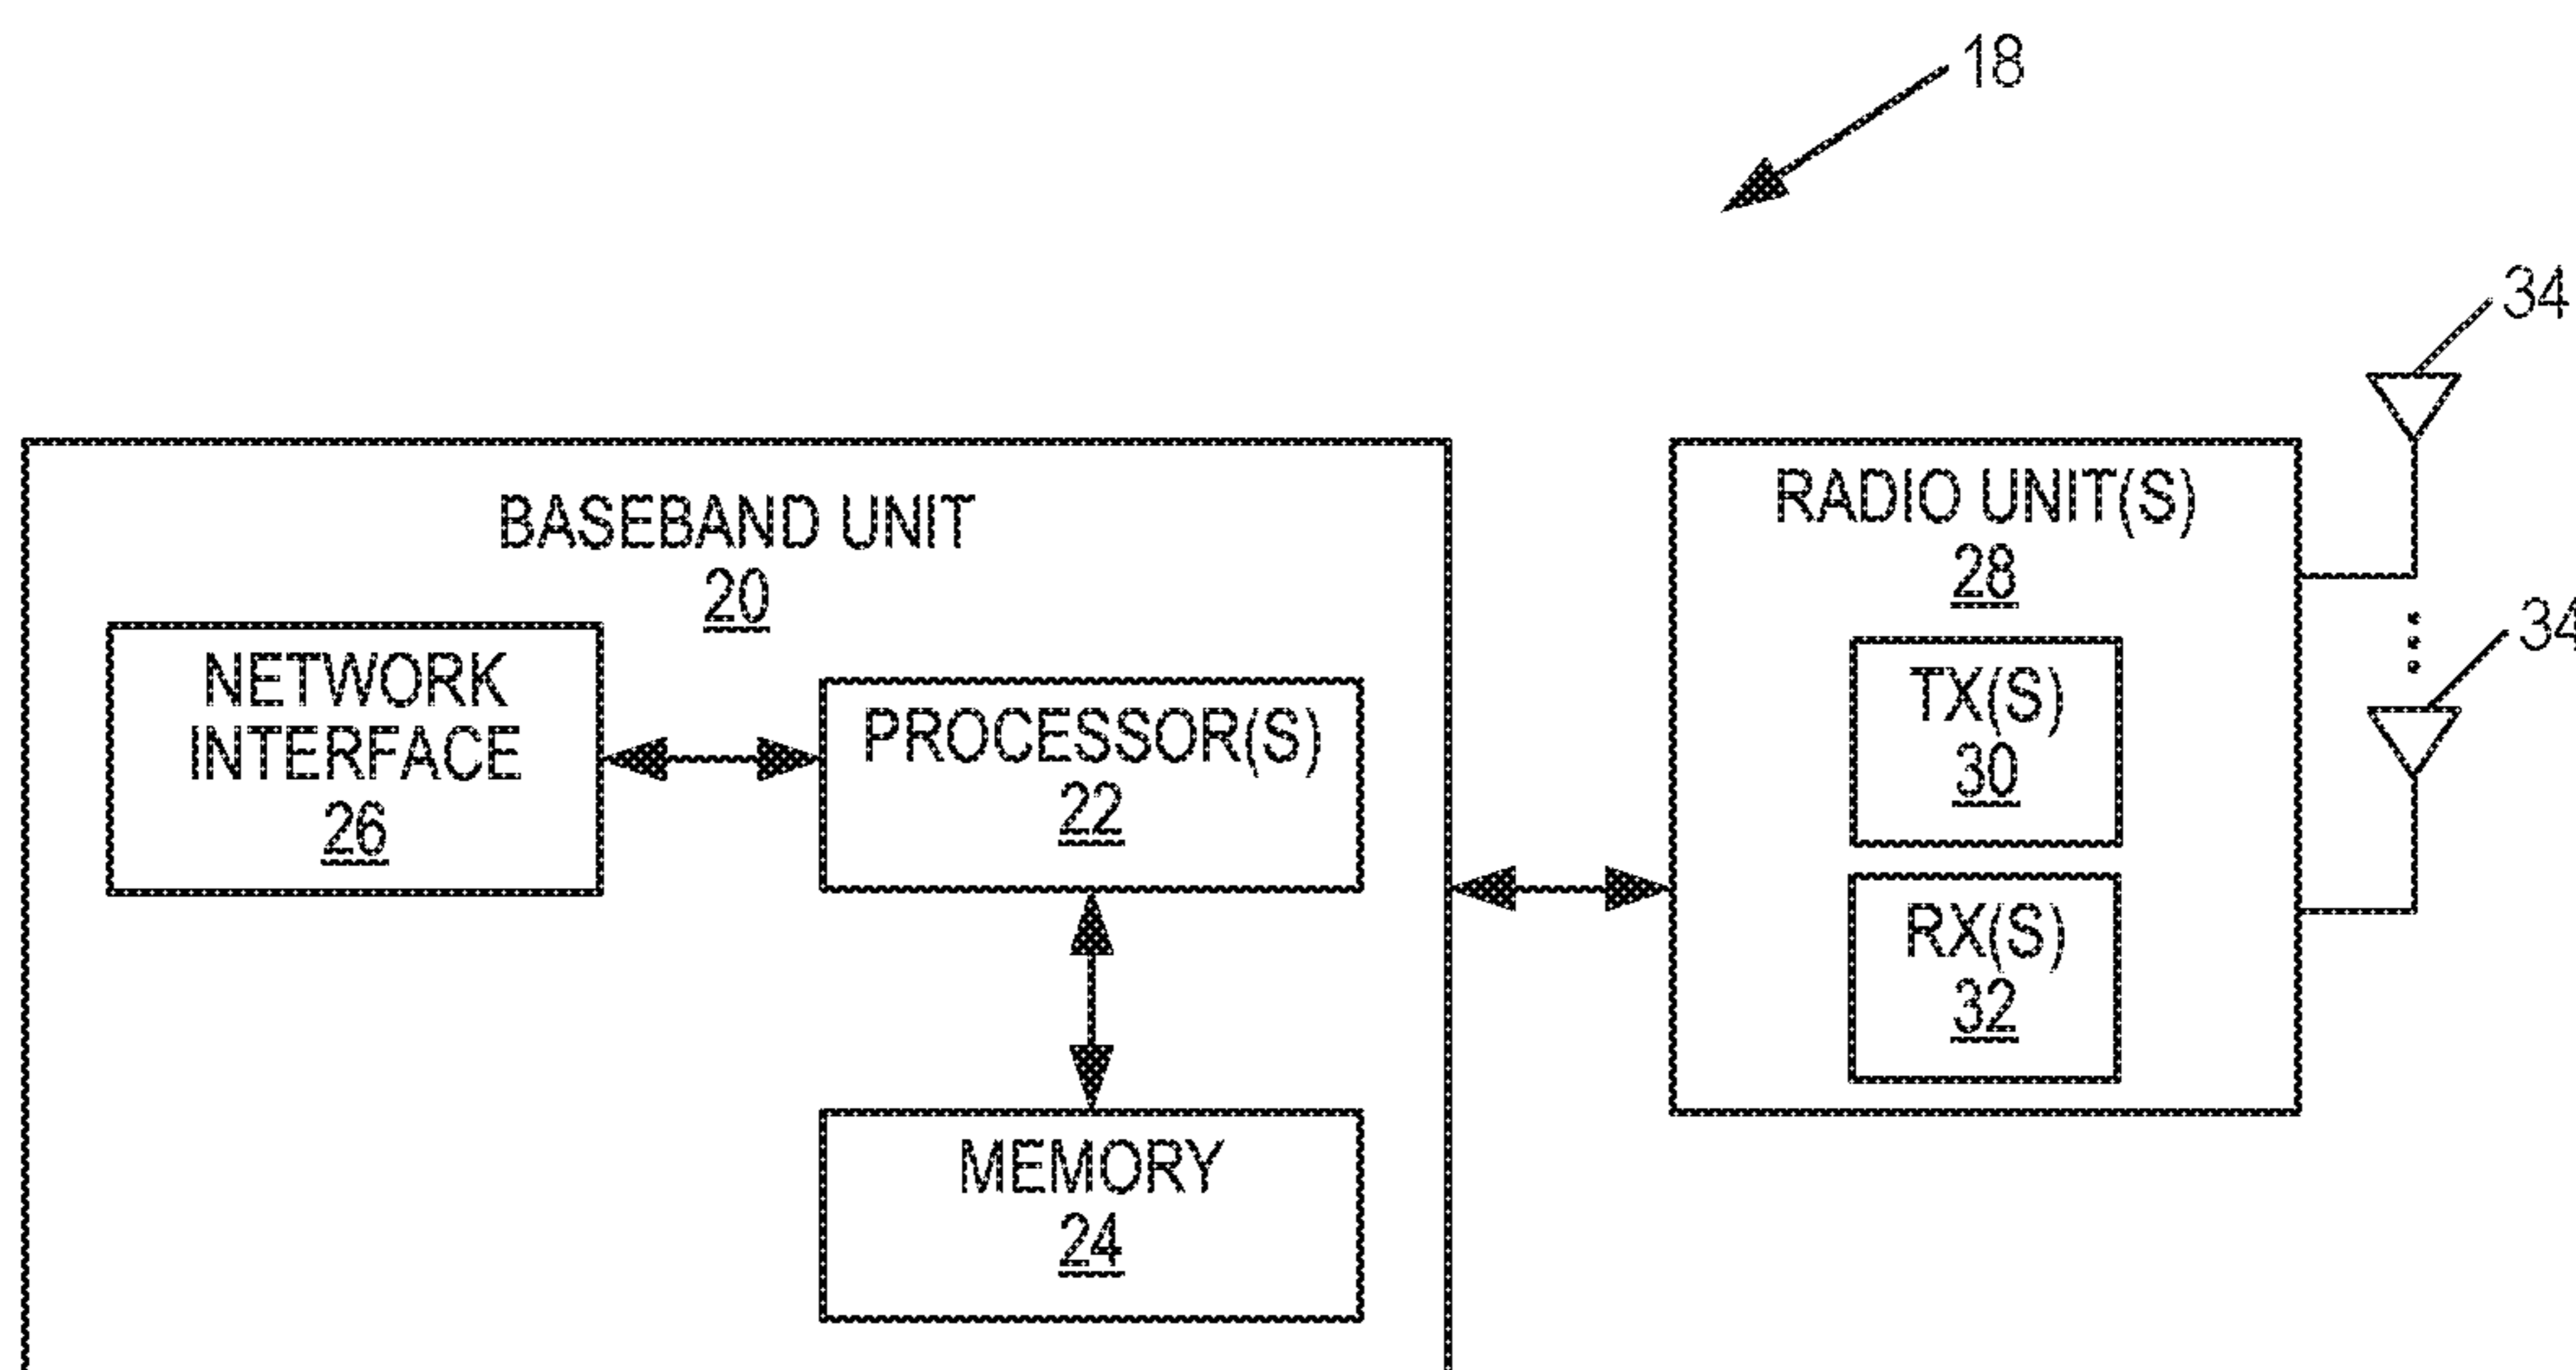 18
34
BASEBAND UNIT
20
NETWORK
INTERFACE
26
PROCESSOR(S)
22
MEMORY
24
RADIO UNIT(S)
28
TX(S)
30
RX(S)
32
34